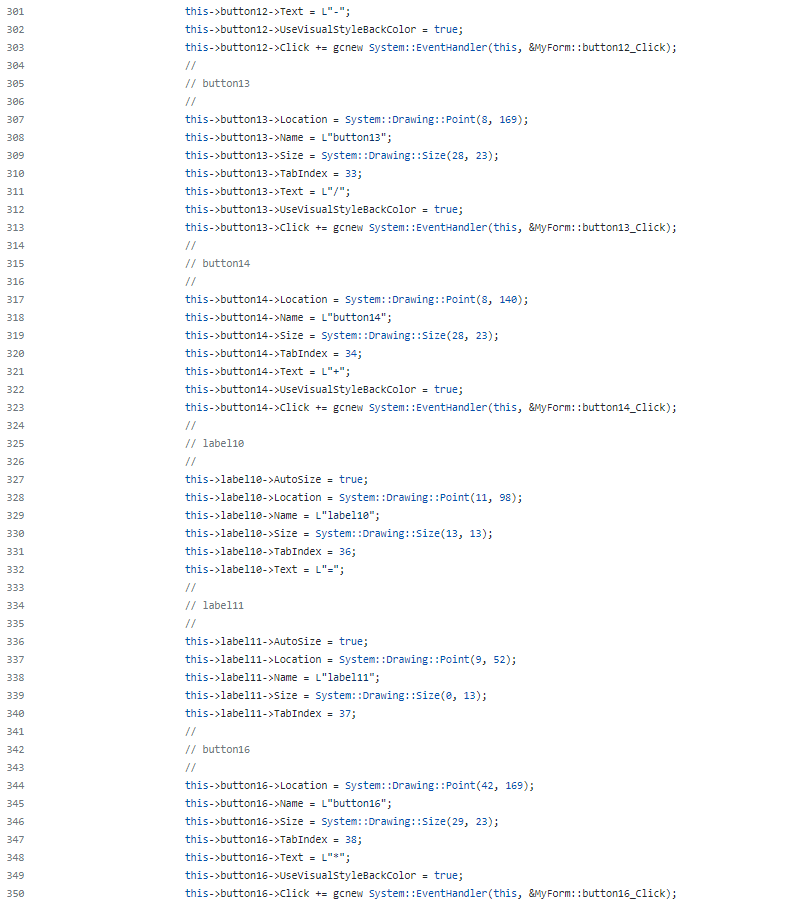 301 this->button12->Text = L"-";
302 this->button12->UseVisualStyleBackColor = true;
303 this->button12->Click += gcnew System::EventHandler(this, &MyForm::button12_Click);
304 //
305 // button13
306 //
307 this->button13->Location = System::Drawing::Point(8, 169);
308 this->button13->Name = L"button13";
309 this->button13->Size = System::Drawing::Size(28, 23);
310 this->button13->TabIndex = 33;
311 this->button13->Text = L"/";
312 this->button13->UseVisualStyleBackColor = true;
313 this->button13->Click += gcnew System::EventHandler(this, &MyForm::button13_Click);
314 //
315 // button14
316 //
317 this->button14->Location = System::Drawing::Point(8, 140);
318 this->button14->Name = L"button14";
319 this->button14->Size = System::Drawing::Size(28, 23);
320 this->button14->TabIndex = 34;
321 this->button14->Text = L"+";
322 this->button14->UseVisualStyleBackColor = true;
323 this->button14->Click += gcnew System::EventHandler(this, &MyForm::button14_Click);
324 //
325 // label10
326 //
327 this->label10->AutoSize = true;
328 this->label10->Location = System::Drawing::Point(11, 98);
329 this->label10->Name = L"label10";
330 this->label10->Size = System::Drawing::Size(13, 13);
331 this->label10->TabIndex = 36;
332 this->label10->Text = L"=";
333 //
334 // label11
335 //
336 this->label11->AutoSize = true;
337 this->label11->Location = System::Drawing::Point(9, 52);
338 this->label11->Name = L"label11";
339 this->label11->Size = System::Drawing::Size(0, 13);
340 this->label11->TabIndex = 37;
341 //
342 // button16
343 //
344 this->button16->Location = System::Drawing::Point(42, 169);
345 this->button16->Name = L"button16";
346 this->button16->Size = System::Drawing::Size(29, 23);
347 this->button16->TabIndex = 38;
348 this->button16->Text = L"*";
349 this->button16->UseVisualStyleBackColor = true;
350 this->button16->Click += gcnew System::EventHandler(this, &MyForm::button16_Click);